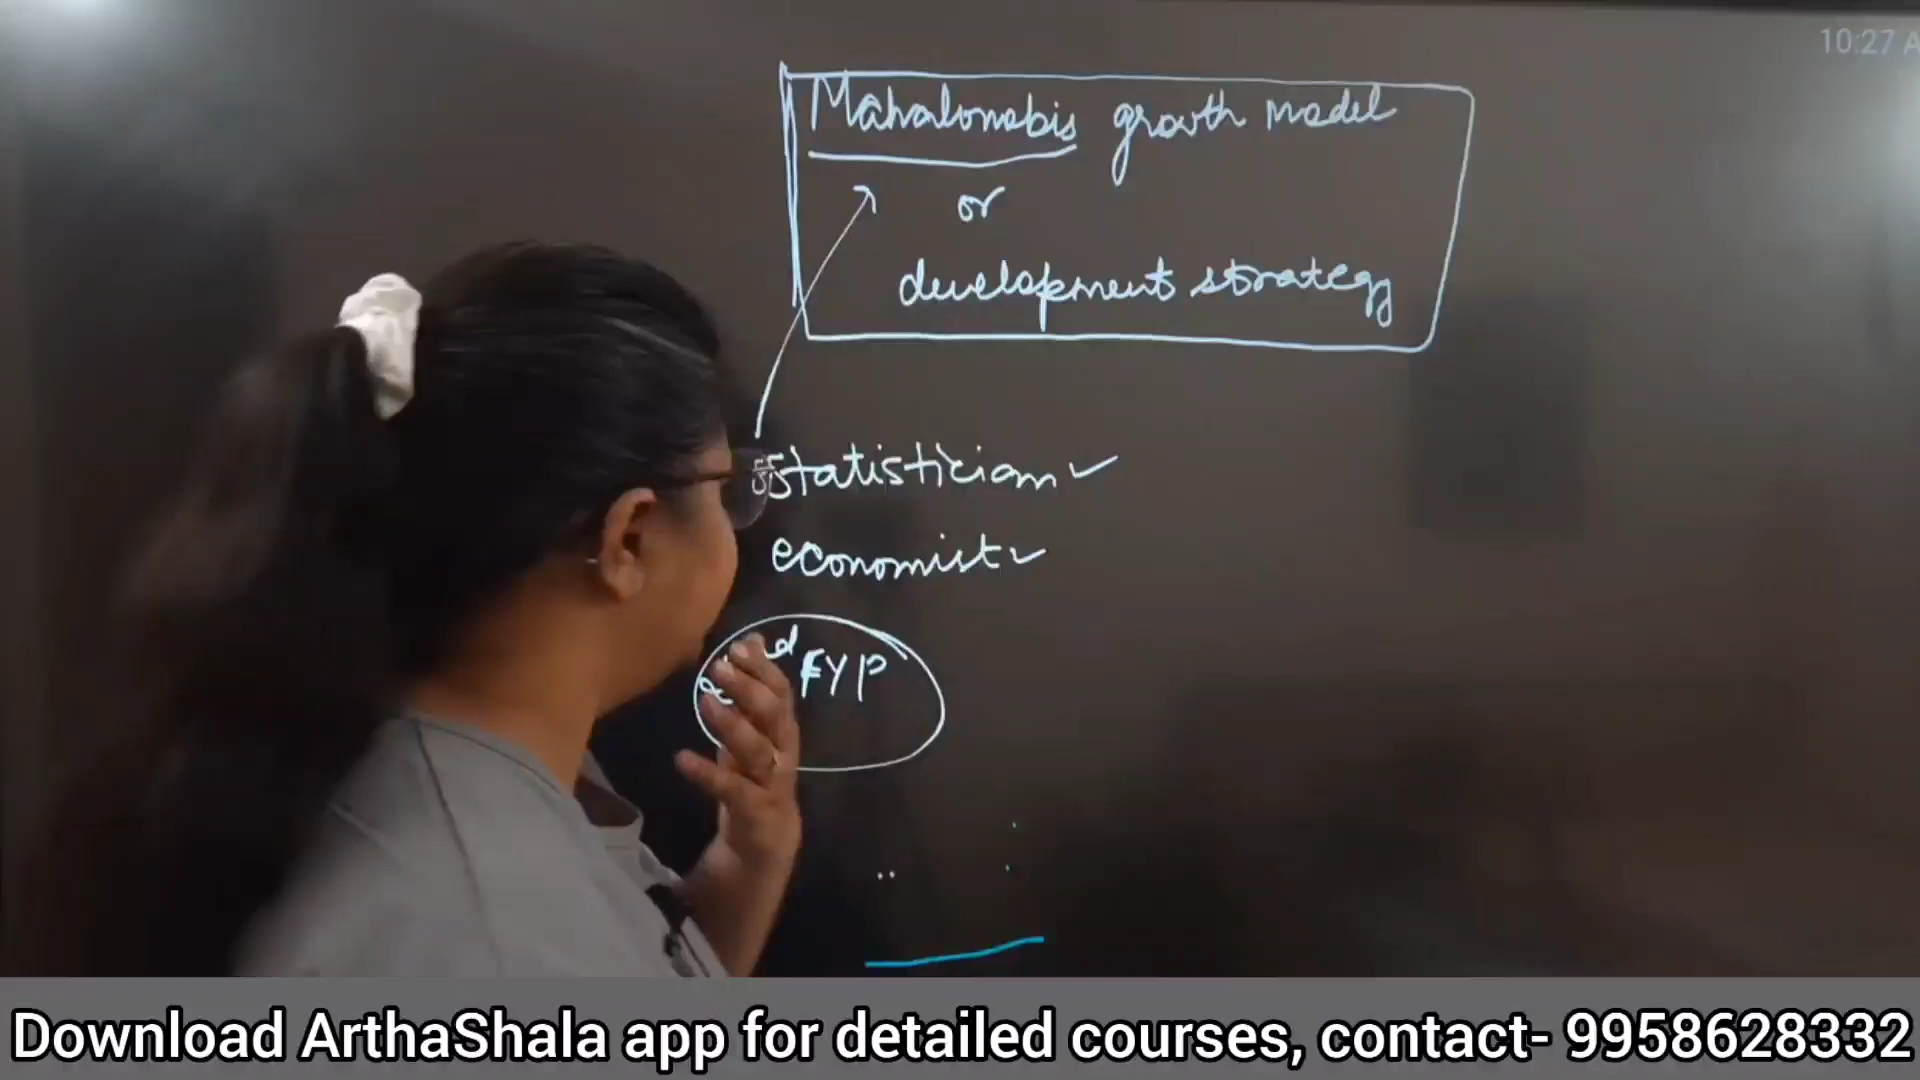 10:27 A
Mahalonobis growth model
or
development strategy
statistician ✓
economist ✓
FYP
Download ArthaShala app for detailed courses, contact- 9958628332